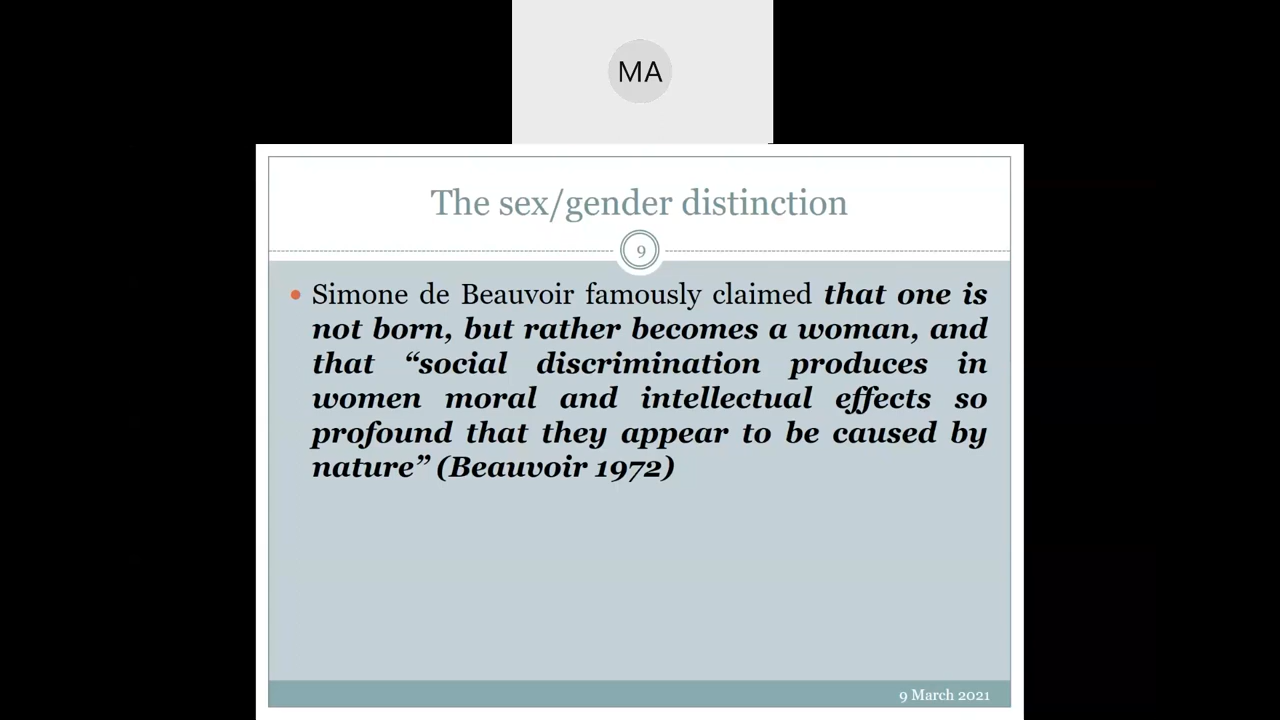 MA
The sex/gender distinction
9
• Simone de Beauvoir famously claimed that one is
not born, but rather becomes a woman, and
that “social discrimination produces in
women moral and intellectual effects so
profound that they appear to be caused by
nature” (Beauvoir 1972)
9 March 2021